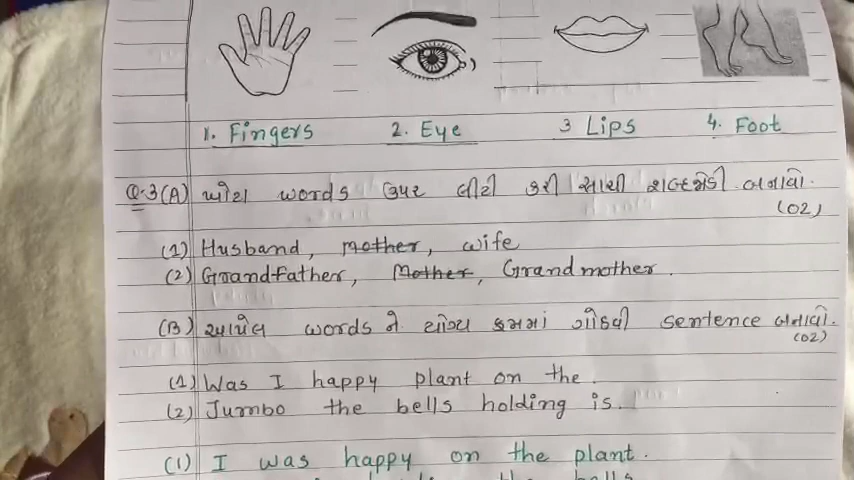 1. Fingers 2. Eye 3 Lips 4. Foot
Q.3(A) ખોટા words ઉપર લીટી કરી સાચી શબ્દજોડી બનાવો.
(02)
(1) Husband, Mother, wife
(2) Grandfather, Mother, Grandmother.
(B) આપેલ words ને યોગ્ય ક્રમમાં ગોઠવી sentence બનાવો.
(02)
(1) Was I happy plant on the.
(2) Jumbo the bells holding is.
(1) I was happy on the plant.
the bells